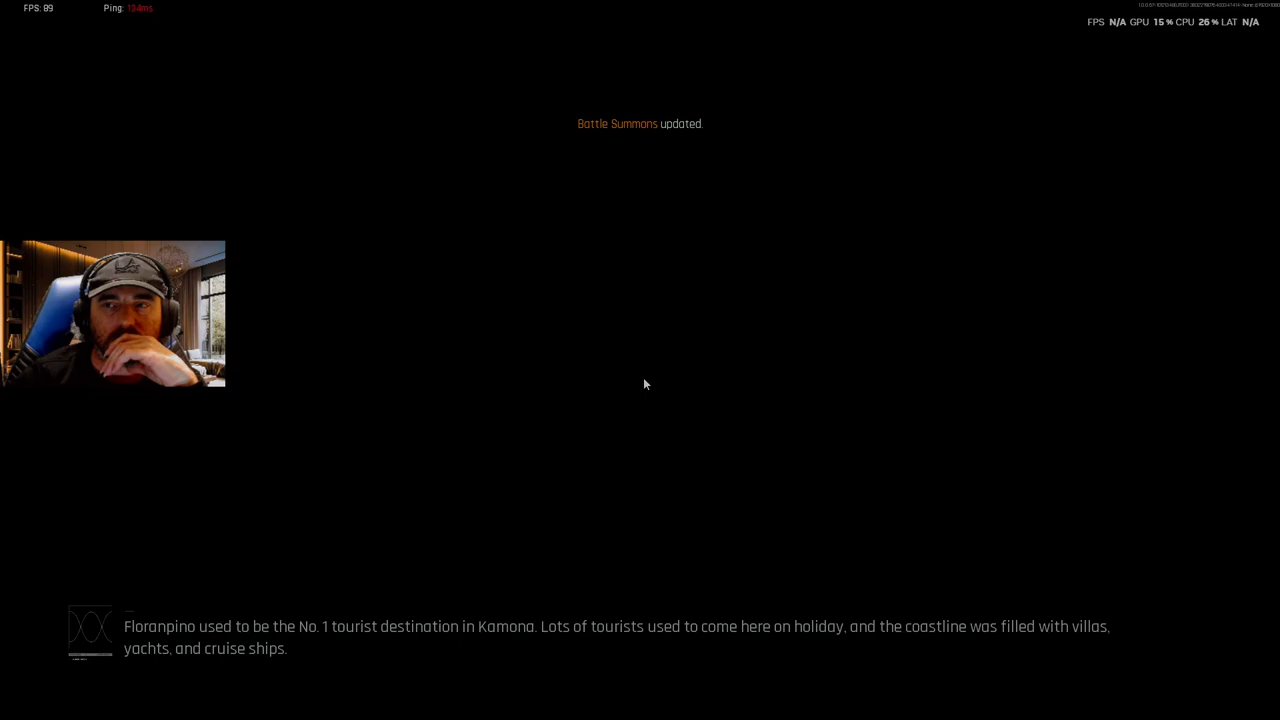 FPS: 89 Ping: 134ms
FPS N/A GPU 15 % CPU 26 % LAT N/A
Battle Summons updated.
LA
Floranpino used to be the No. 1 tourist destination in Kamona. Lots of tourists used to come here on holiday, and the coastline was filled with villas,
yachts, and cruise ships.